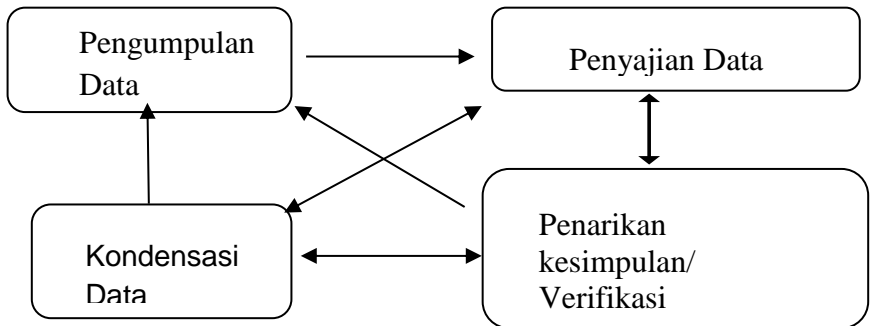 Pengumpulan
Data
Penyajian Data
Kondensasi
Data
Penarikan
kesimpulan/
Verifikasi